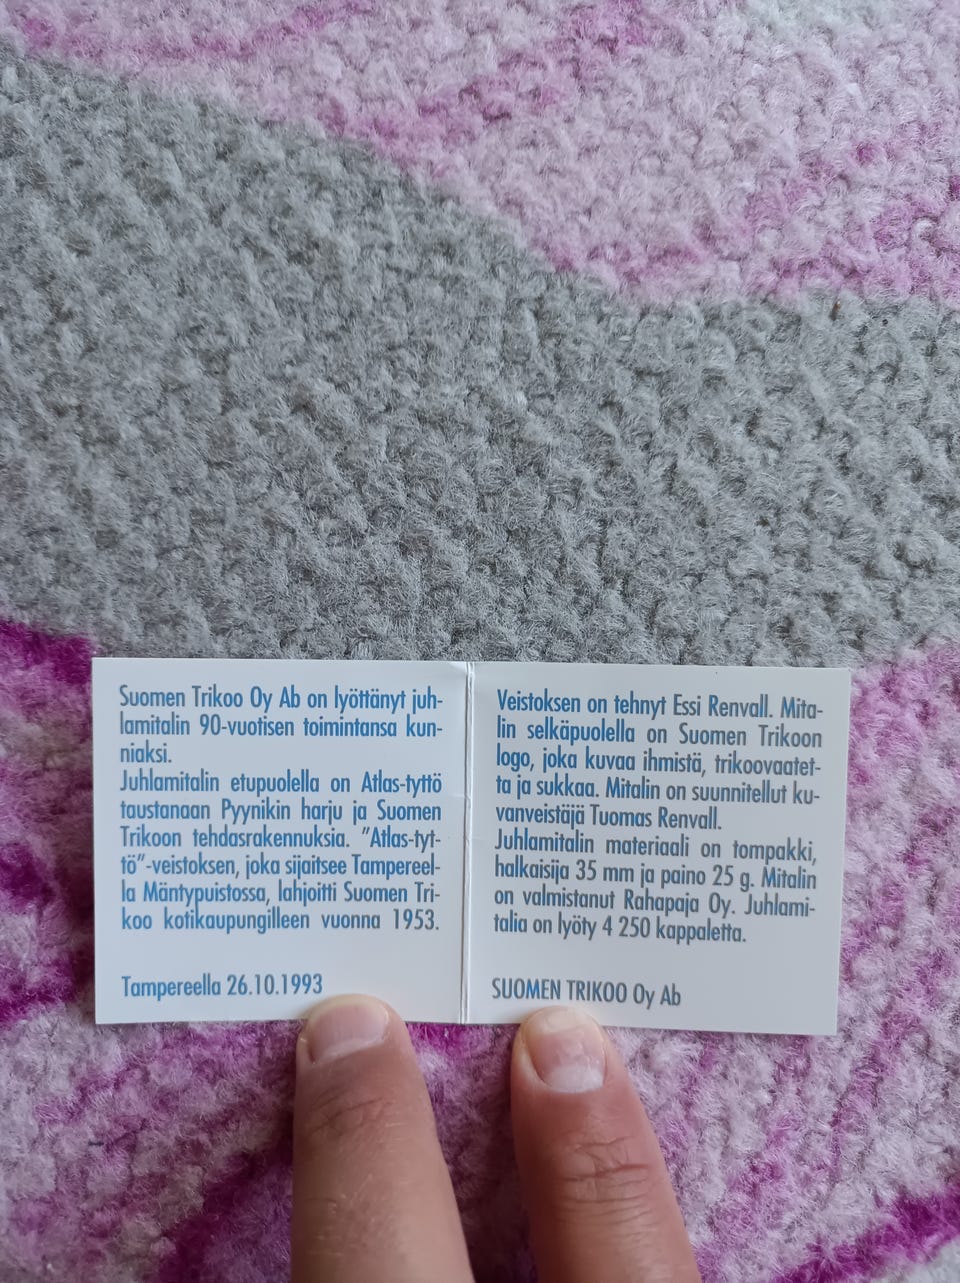 Suomen Trikoo Oy Ab on lyöttänyt juh-
lamitalin 90-vuotisen toimintansa kun-
niaksi.
Juhlamitalin etupuolella on Atlas-tyttö
taustanaan Pyynikin harju ja Suomen
Trikoon tehdasrakennuksia. ”Atlas-tyt-
tö”-veistoksen, joka sijaitsee Tampereel-
la Mäntypuistossa, lahjoitti Suomen Tri-
koo kotikaupungilleen vuonna 1953.
Tampereella 26.10.1993
Veistoksen on tehnyt Essi Renvall. Mita-
lin selkäpuolella on Suomen Trikoon
logo, joka kuvaa ihmistä, trikoovaatet-
ta ja sukkaa. Mitalin on suunnitellut ku-
vanveistäjä Tuomas Renvall.
Juhlamitalin materiaali on tompakki,
halkaisija 35 mm ja paino 25 g. Mitalin
on valmistanut Rahapaja Oy. Juhlami-
talia on lyöty 4 250 kappaletta.
SUOMEN TRIKOO Oy Ab